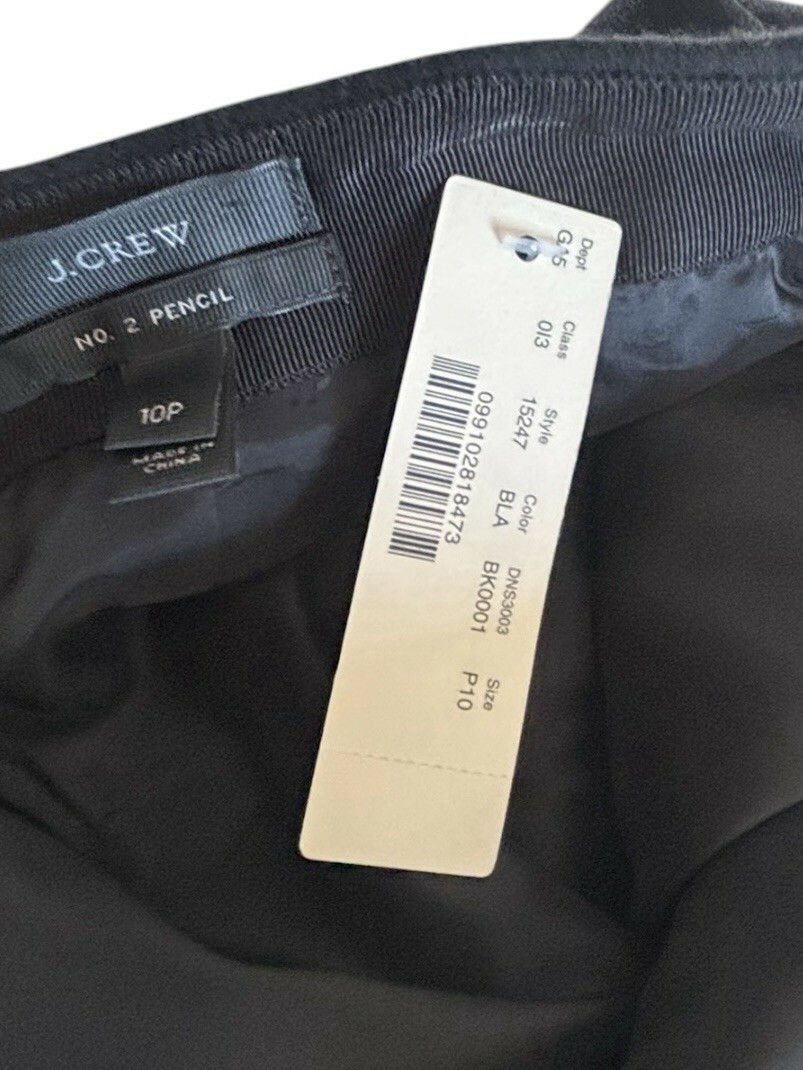 J.CREW
NO. 2 PENCIL
10P
MADE IN
CHINA
Dept Class Style Color DNS3003 Size
013 15247 BLA BK0001 P10
099102818473